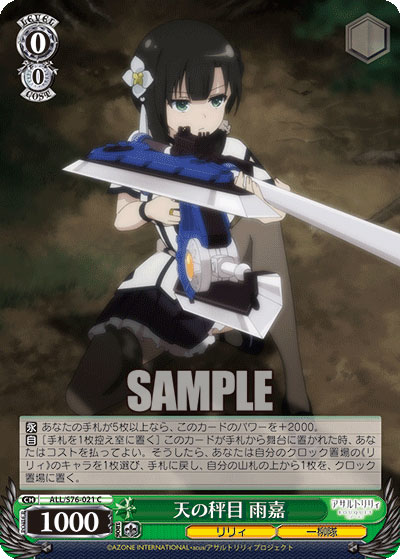 LEVEL
0
0
COST
SAMPLE
永 あなたの手札が5枚以上なら、このカードのパワーを+2000。
自 [手札を1枚控え室に置く] このカードが手札から舞台に置かれた時、あな
たはコストを払ってよい。そうしたら、あなたは自分のクロック置場の
《リリィ》のキャラを1枚選び、手札に戻し、自分の山札の上から1枚を、クロッ
ク置場に置く。
CH ALL/S76-021 C
1000
天の秤目 雨嘉
アサルトリリィ
BOUQUET
リリィ
一柳隊
©AZONE INTERNATIONAL・acus/アサルトリリィプロジェクト